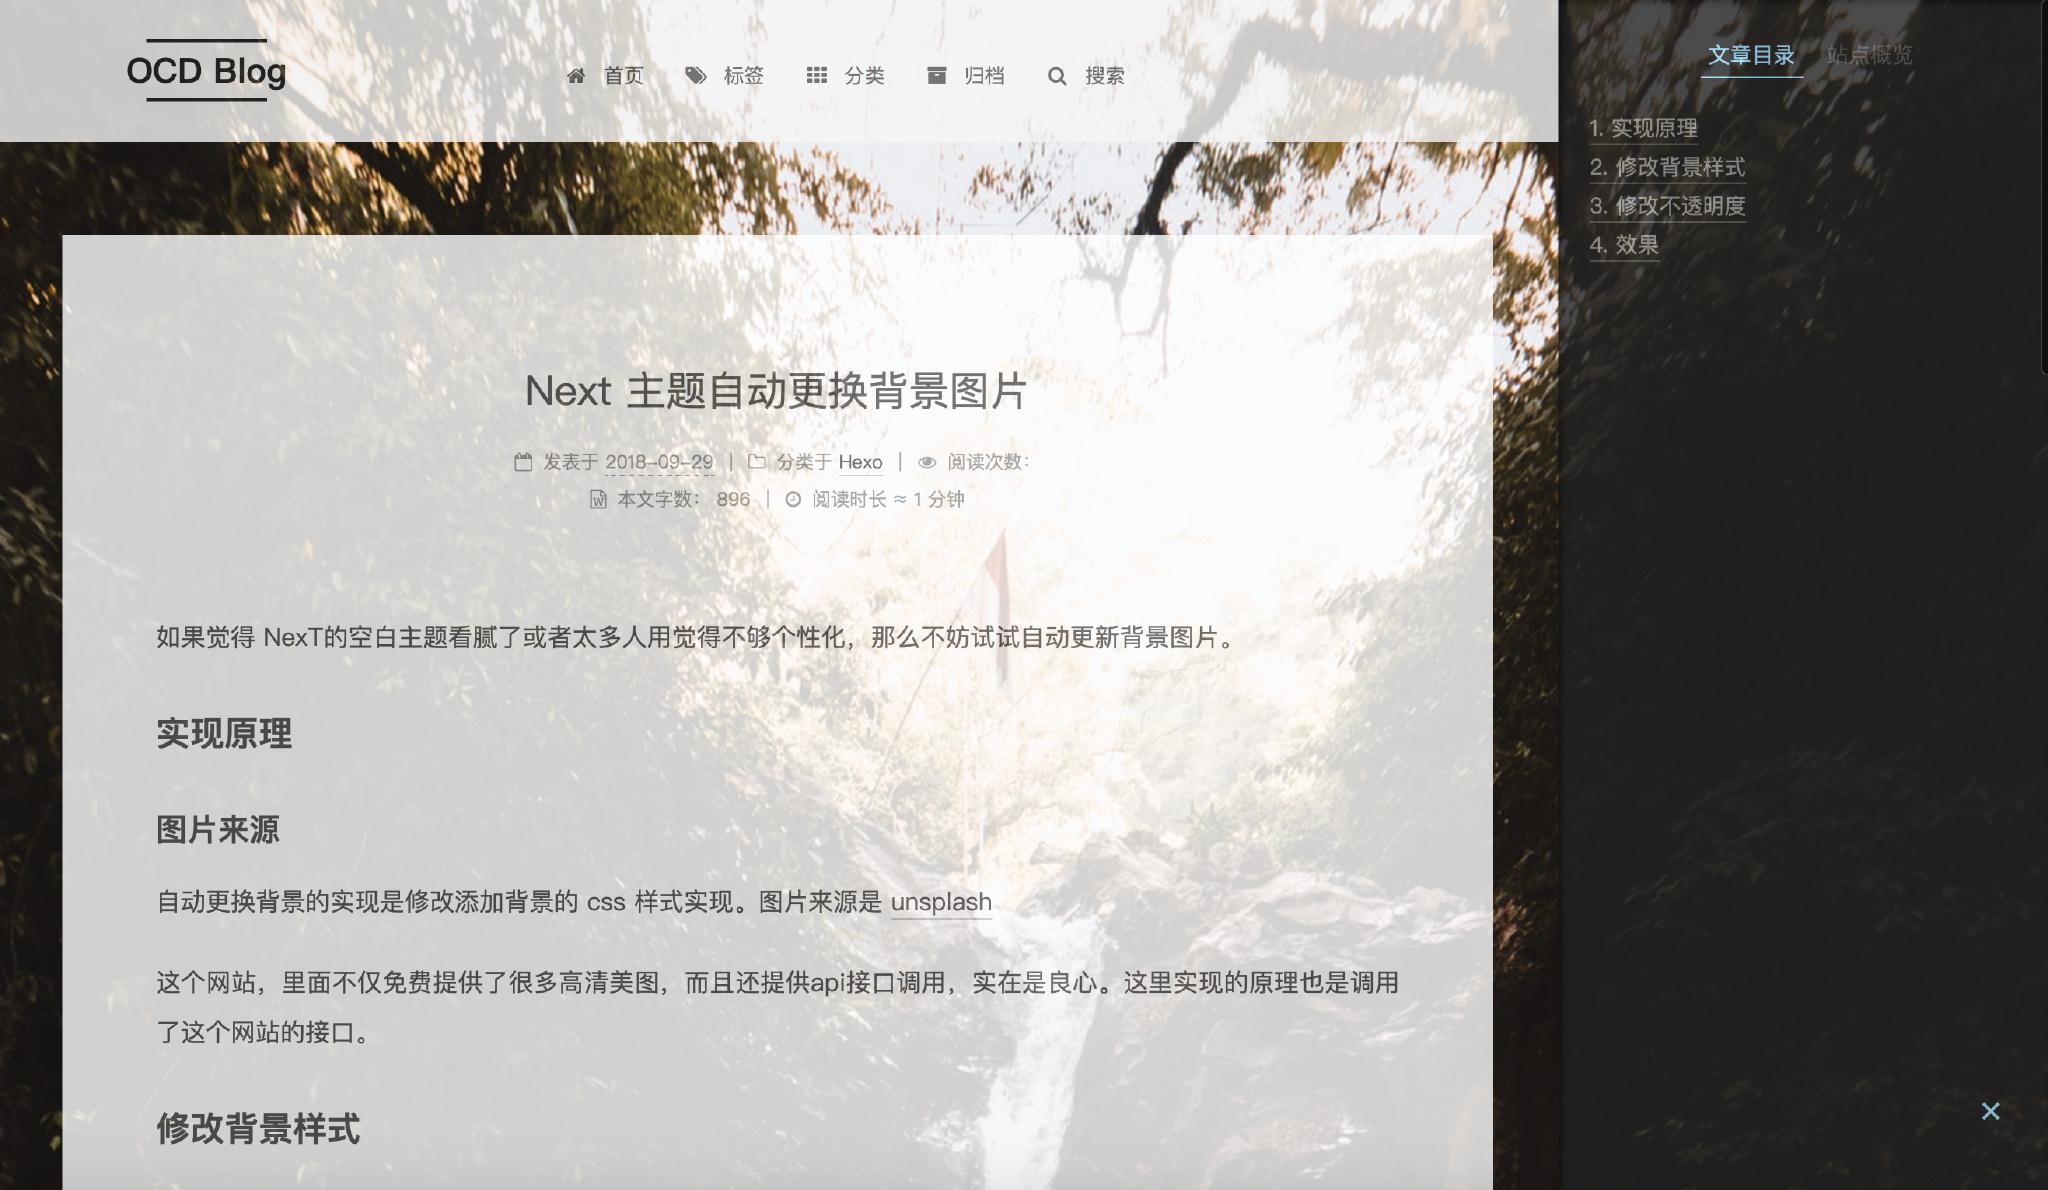 OCD Blog
首页 标签 分类 归档 搜索
文章目录 站点概览
1. 实现原理
2. 修改背景样式
3. 修改不透明度
4. 效果
Next 主题自动更换背景图片
发表于 2018-09-29 | 分类于 Hexo | 阅读次数:
本文字数: 896 | 阅读时长 ≈ 1 分钟
如果觉得 NexT的空白主题看腻了或者太多人用觉得不够个性化，那么不妨试试自动更新背景图片。
实现原理
图片来源
自动更换背景的实现是修改添加背景的 css 样式实现。图片来源是 unsplash
这个网站，里面不仅免费提供了很多高清美图，而且还提供api接口调用，实在是良心。这里实现的原理也是调用
了这个网站的接口。
修改背景样式